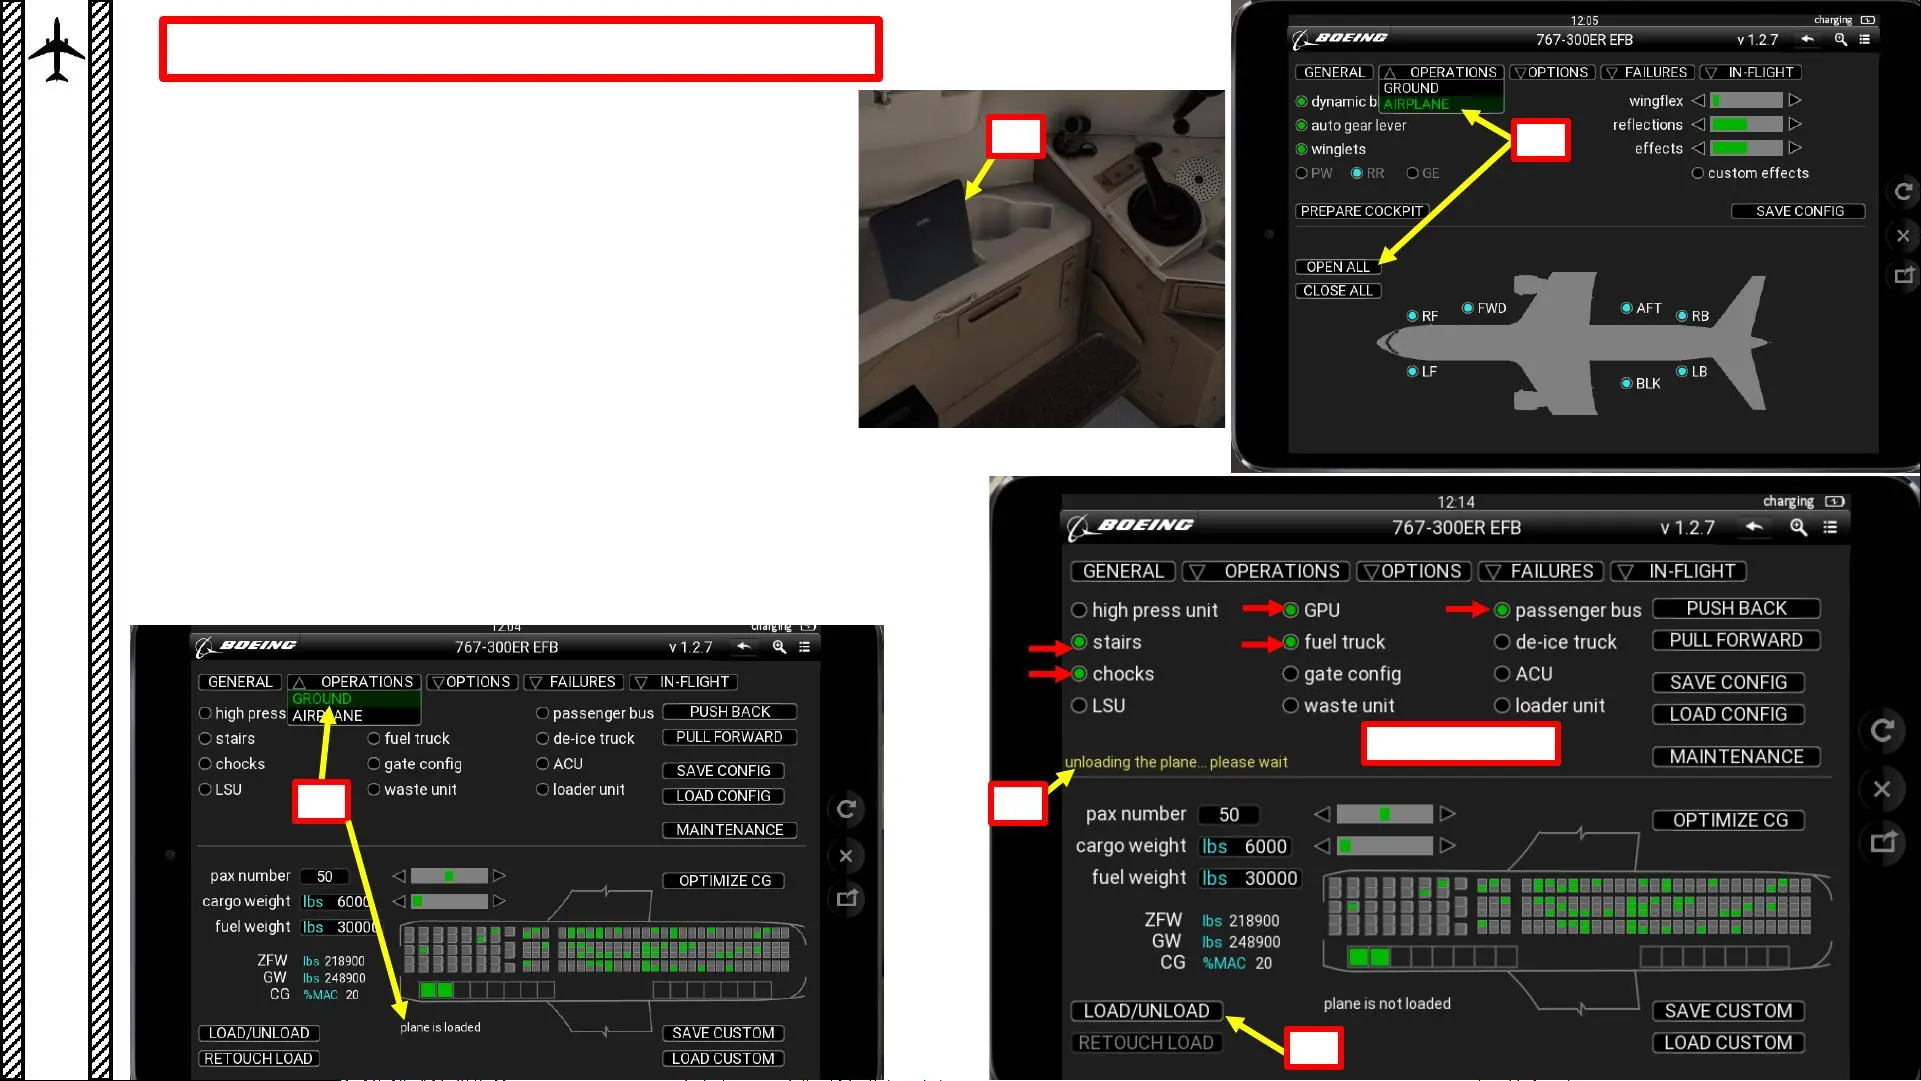 12:05
charging
BOEING
767-300ER EFB
v 1.2.7
GENERAL
OPERATIONS
OPTIONS
FAILURES
IN-FLIGHT
GROUND
AIRPLANE
dynamic b
auto gear lever
winglets
PW
RR
GE
wingflex
reflections
effects
custom effects
PREPARE COCKPIT
SAVE CONFIG
OPEN ALL
CLOSE ALL
RF
FWD
AFT
RB
LF
BLK
LB
12:14
charging
BOEING
767-300ER EFB
v 1.2.7
GENERAL
OPERATIONS
OPTIONS
FAILURES
IN-FLIGHT
high press unit
GPU
passenger bus
PUSH BACK
stairs
fuel truck
de-ice truck
PULL FORWARD
chocks
gate config
ACU
SAVE CONFIG
LSU
waste unit
loader unit
LOAD CONFIG
MAINTENANCE
unloading the plane... please wait
pax number 50
OPTIMIZE CG
cargo weight lbs 6000
fuel weight lbs 30000
ZFW lbs 218900
GW lbs 248900
CG %MAC 20
plane is not loaded
LOAD/UNLOAD
SAVE CUSTOM
RETOUCH LOAD
LOAD CUSTOM
12:04
charging
BOEING
767-300ER EFB
v 1.2.7
GENERAL
OPERATIONS
OPTIONS
FAILURES
IN-FLIGHT
GROUND
AIRPLANE
high press
passenger bus
PUSH BACK
stairs
fuel truck
de-ice truck
PULL FORWARD
chocks
gate config
ACU
SAVE CONFIG
LSU
waste unit
loader unit
LOAD CONFIG
MAINTENANCE
pax number 50
OPTIMIZE CG
cargo weight lbs 6000
fuel weight lbs 30000
ZFW lbs 218900
GW lbs 248900
CG %MAC 20
plane is loaded
LOAD/UNLOAD
SAVE CUSTOM
RETOUCH LOAD
LOAD CUSTOM